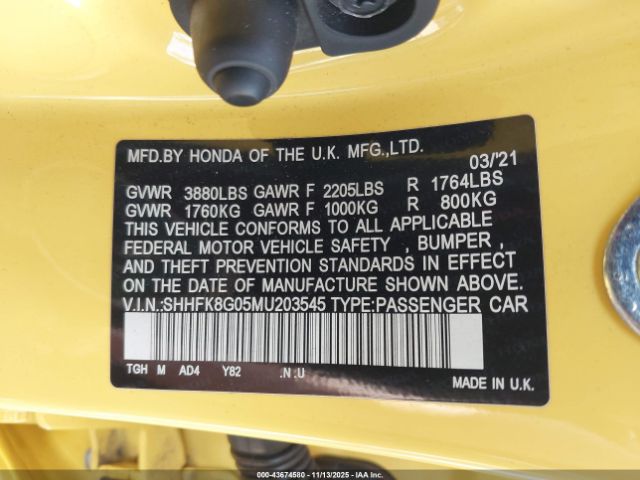 MFD.BY HONDA OF THE U.K. MFG.,LTD.
03/'21
GVWR 3880LBS GAWR F 2205LBS R 1764LBS
GVWR 1760KG GAWR F 1000KG R 800KG
THIS VEHICLE CONFORMS TO ALL APPLICABLE
FEDERAL MOTOR VEHICLE SAFETY , BUMPER ,
AND THEFT PREVENTION STANDARDS IN EFFECT
ON THE DATE OF MANUFACTURE SHOWN ABOVE.
V.I.N.:SHHFK8G05MU203545 TYPE:PASSENGER CAR
TGH M AD4 Y82 .N.U
MADE IN U.K.
00-43674580 - 11/13/2025 - IAA Inc.